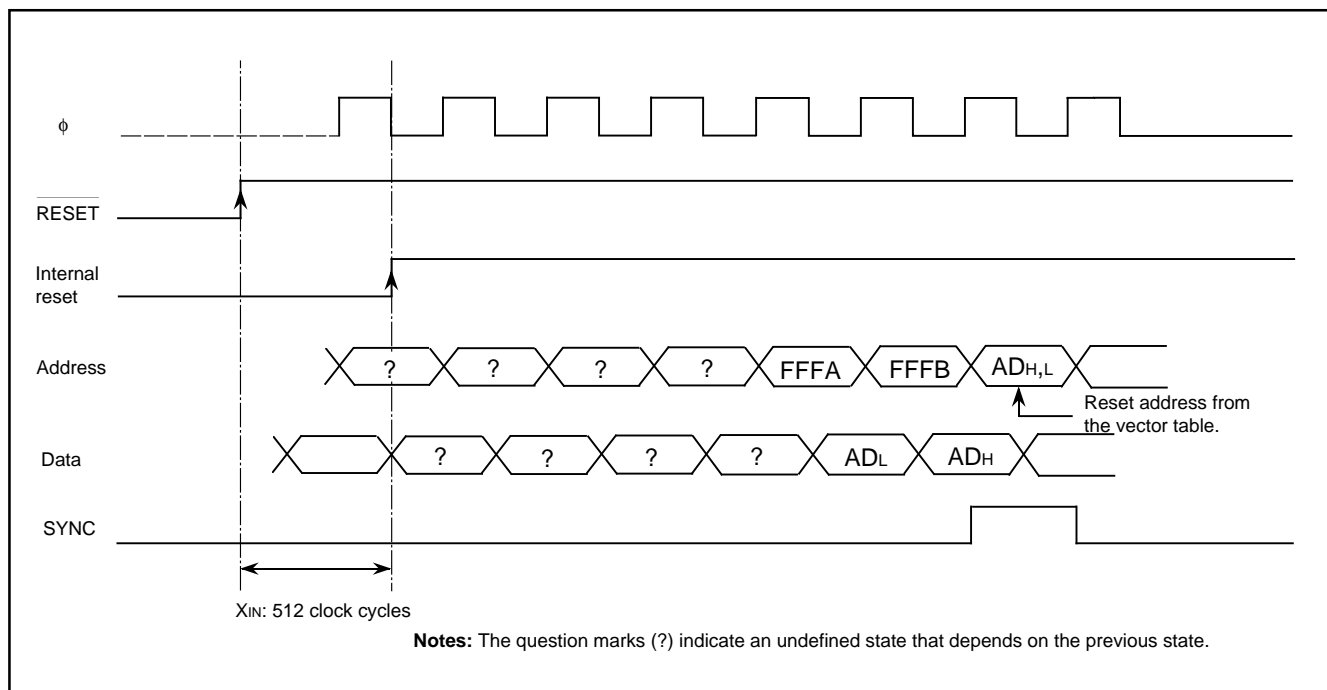 ϕ
RESET
Internal
reset
Address
? ? ? ? FFFA FFFB ADH,L
Reset address from
the vector table.
Data
? ? ? ? ADL ADH
SYNC
XIN: 512 clock cycles
Notes: The question marks (?) indicate an undefined state that depends on the previous state.